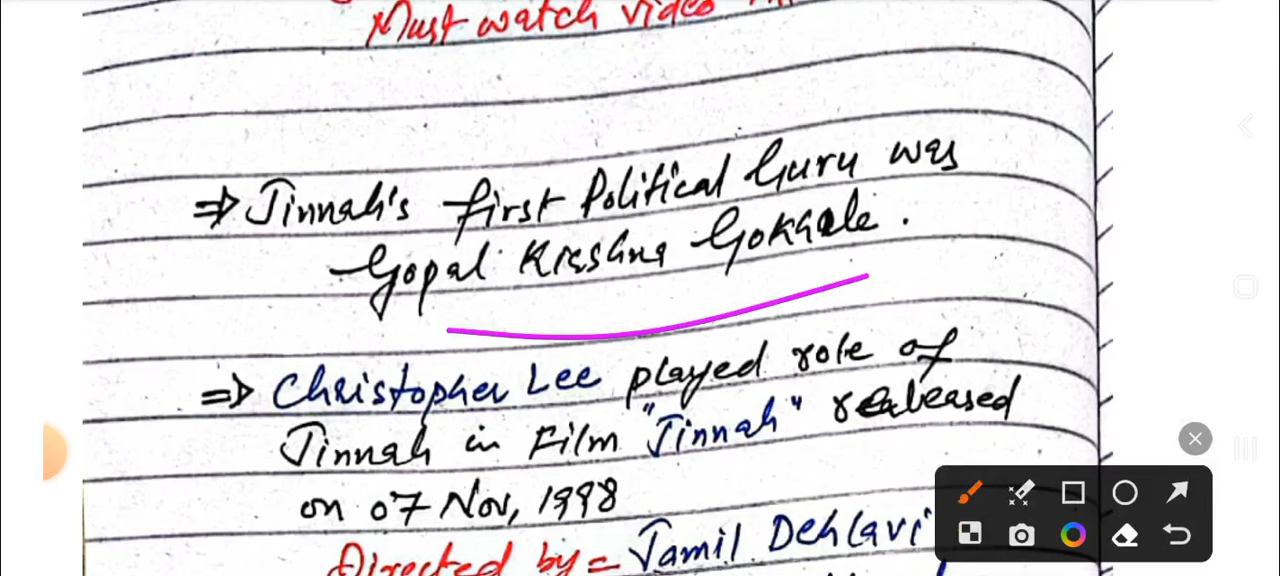 Must watch video
⇒ Jinnah's first Political Guru was
Gopal Krishna Gokhale.
⇒ Christopher Lee played role of
Jinnah in Film "Jinnah" released
on 07 Nov, 1998
Directed by = Jamil Dehlavi